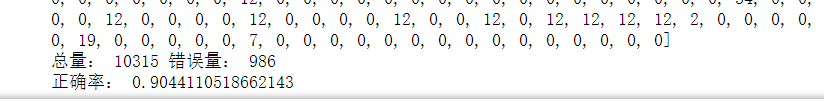 0, 0, 12, 0, 0, 0, 0, 12, 0, 0, 0, 0, 12, 0, 0, 12, 0, 12, 12, 12, 12, 2, 0, 0, 0, 0,
0, 19, 0, 0, 0, 0, 0, 7, 0, 0, 0, 0, 0, 0, 0, 0, 0, 0, 0, 0, 0, 0, 0]
总量： 10315 错误量： 986
正确率： 0.9044110518662143